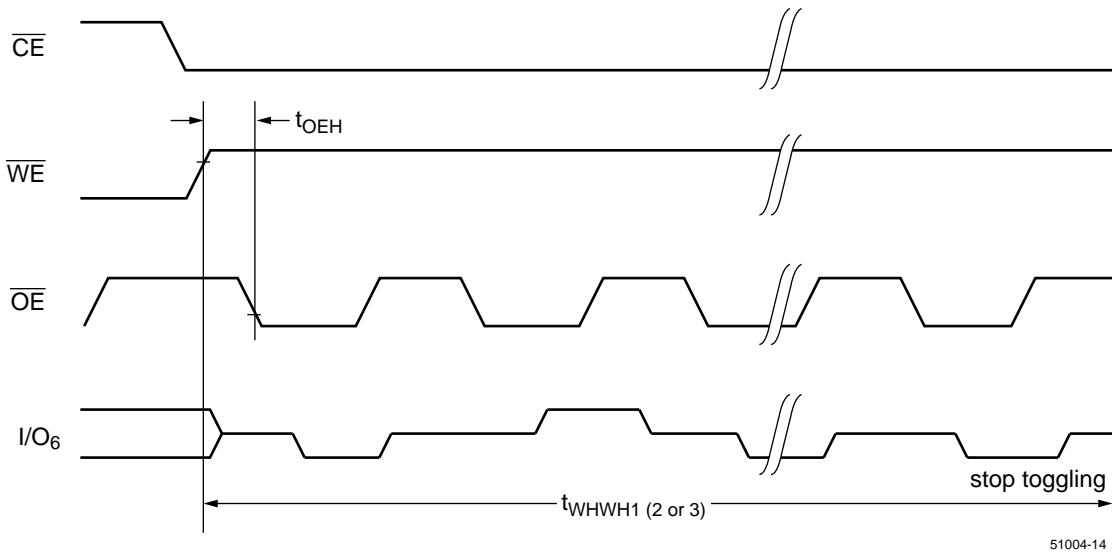 CE
tOEH
WE
OE
I/O6
stop toggling
tWHWH1 (2 or 3)
51004-14